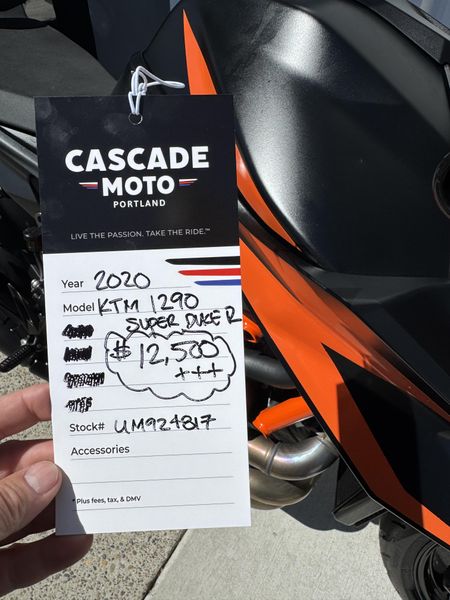 CASCADE
MOTO
PORTLAND
LIVE THE PASSION. TAKE THE RIDE.™
Year 2020
Model KTM 1290
SUPER DUKE R
$12,500
+++
Stock# UM924817
Accessories
*Plus fees, tax, & DMV